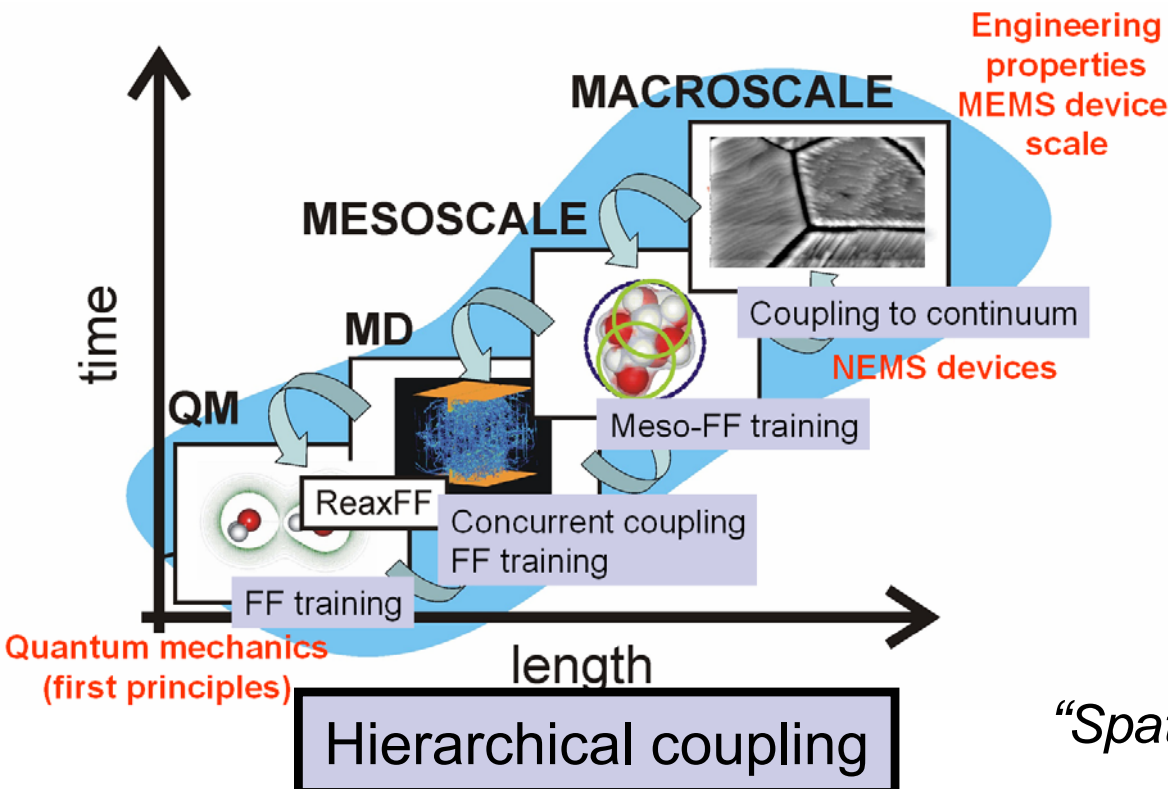 Engineering
properties
MEMS device
scale
MACROSCALE
MESOSCALE
Coupling to continuum
NEMS devices
time
MD
Meso-FF training
QM
ReaxFF
Concurrent coupling
FF training
FF training
Quantum mechanics
(first principles)
length
Hierarchical coupling
“Spat